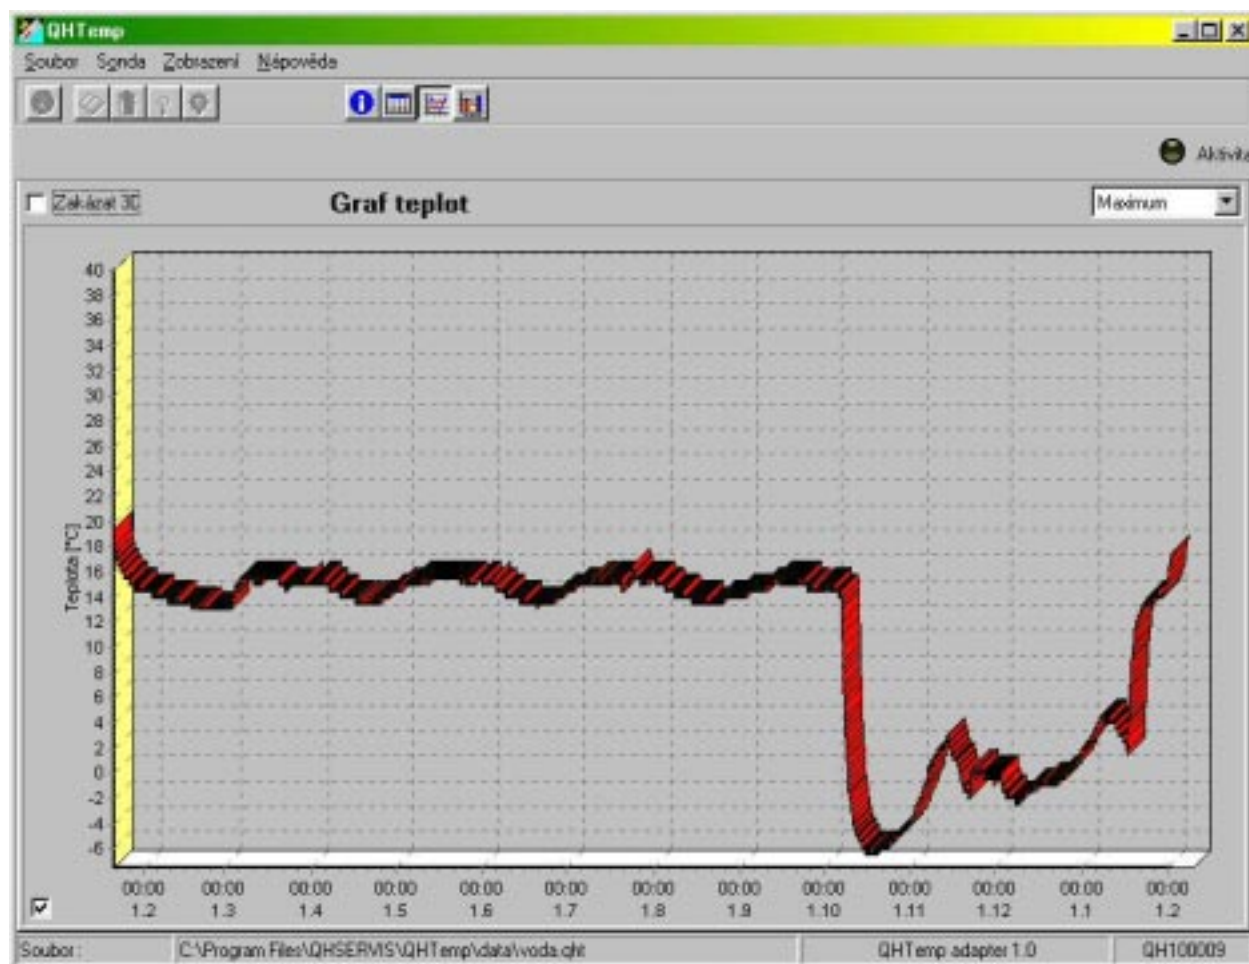 QHTemp
Soubor Sonda Zobrazení Nápověda
Aktivita
Zakázat 3D
Graf teplot
Maximum
40
38
36
34
32
30
28
26
24
22
20
18
16
14
12
10
8
6
4
2
0
-2
-4
-6
Teplota [°C]
00:00 00:00 00:00 00:00 00:00 00:00 00:00 00:00 00:00 00:00 00:00 00:00 00:00
1.2 1.3 1.4 1.5 1.6 1.7 1.8 1.9 1.10 1.11 1.12 1.1 1.2
Soubor : C:\Program Files\QHSERVIS\QHTemp\data\voda.qht QHTemp adapter 1.0 QH100009